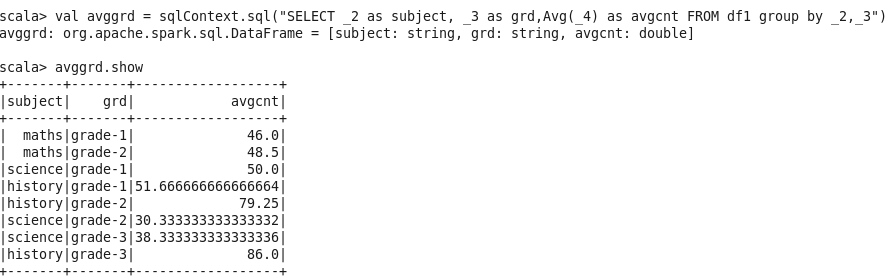 scala> val avggrd = sqlContext.sql("SELECT _2 as subject, _3 as grd,Avg(_4) as avgcnt FROM df1 group by _2,_3")
avggrd: org.apache.spark.sql.DataFrame = [subject: string, grd: string, avgcnt: double]
scala> avggrd.show
+-------+-------+------------------+
|subject|    grd|            avgcnt|
+-------+-------+------------------+
|  maths|grade-1|              46.0|
|  maths|grade-2|              48.5|
|science|grade-1|              50.0|
|history|grade-1|51.666666666666664|
|history|grade-2|             79.25|
|science|grade-2|30.333333333333332|
|science|grade-3|38.333333333333336|
|history|grade-3|              86.0|
+-------+-------+------------------+